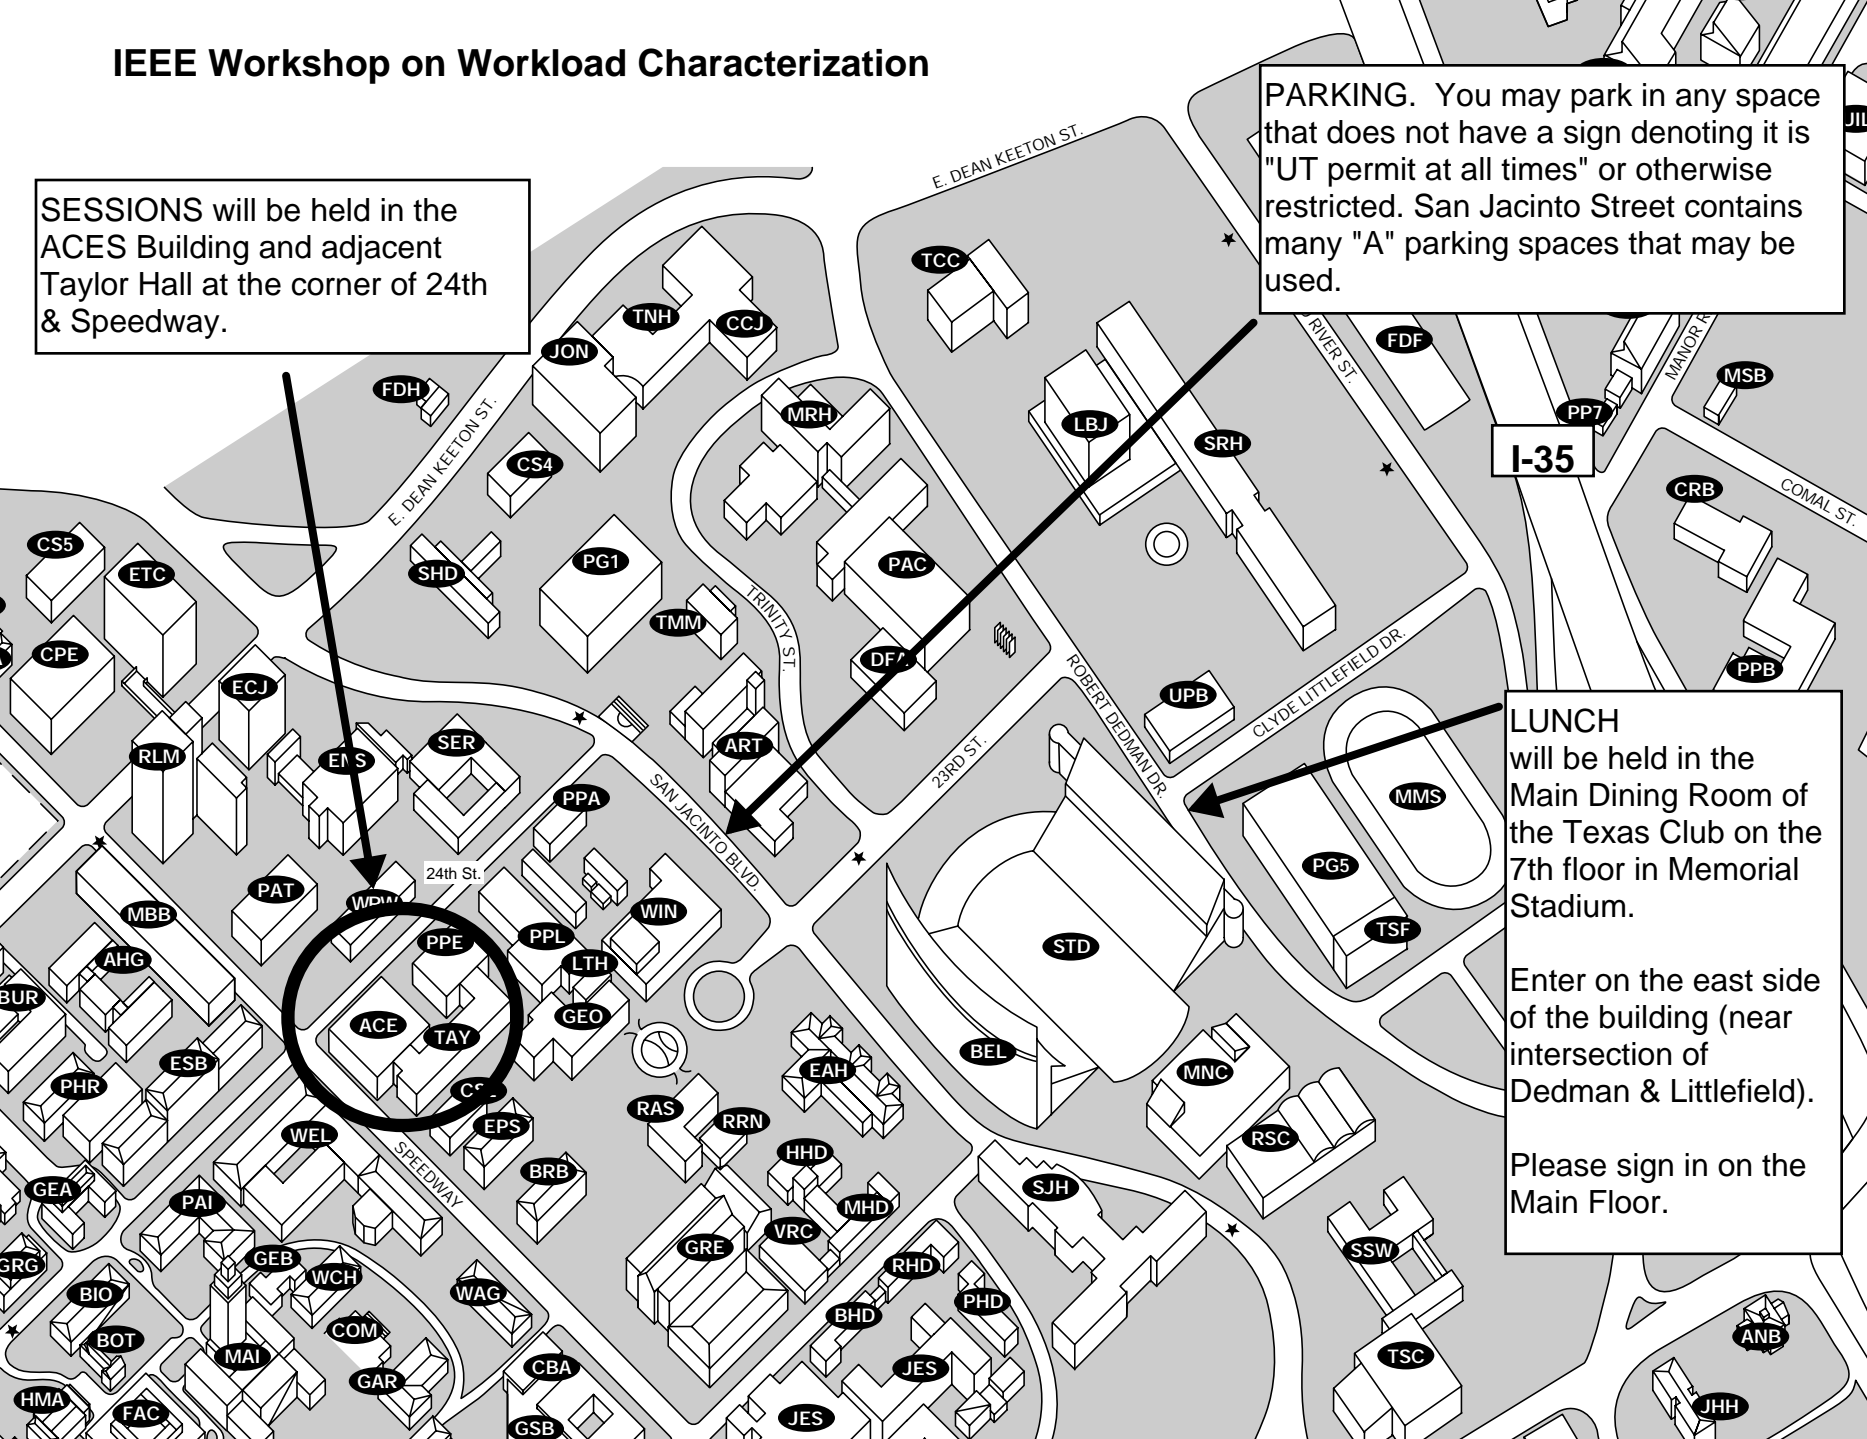 IEEE Workshop on Workload Characterization
SESSIONS will be held in the
ACES Building and adjacent
Taylor Hall at the corner of 24th
& Speedway.
PARKING.  You may park in any space
that does not have a sign denoting it is
"UT permit at all times" or otherwise
restricted. San Jacinto Street contains
many "A" parking spaces that may be
used.
E. DEAN KEETON ST.
TCC
TNH
CCJ
JON
FDH
E. DEAN KEETON ST.
CS4
MRH
LBJ
SRH
RIVER ST.
FDF
MANOR R
MSB
PP7
I-35
CRB
COMAL ST.
CS5
ETC
SHD
PG1
PAC
TMM
TRINITY ST.
DFA
CPE
ECJ
ROBERT DEDMAN DR.
UPB
CLYDE LITTLEFIELD DR.
PPB
RLM
ENS
SER
ART
23RD ST.
SAN JACINTO BLVD.
PPA
MMS
PG5
TSF
LUNCH
will be held in the
Main Dining Room of
the Texas Club on the
7th floor in Memorial
Stadium.
Enter on the east side
of the building (near
intersection of
Dedman & Littlefield).
Please sign in on the
Main Floor.
24th St.
PAT
WRW
MBB
PPE
PPL
WIN
LTH
STD
AHG
BUR
ACE
TAY
GEO
BEL
ESB
PHR
CSL
EPS
EAH
MNC
RAS
RRN
RSC
WEL
SPEEDWAY
BRB
HHD
SJH
GEA
PAI
MHD
VRC
GRE
SSW
GRG
GEB
WCH
RHD
BIO
WAG
PHD
BHD
BOT
COM
ANB
MAI
GAR
CBA
JES
TSC
HMA
FAC
GSB
JES
JHH